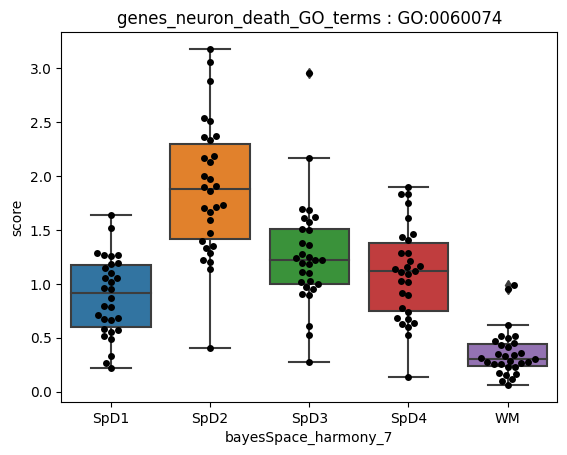 genes_neuron_death_GO_terms : GO:0060074
score
3.0
2.5
2.0
1.5
1.0
0.5
0.0
SpD1 SpD2 SpD3 SpD4 WM
bayesSpace_harmony_7